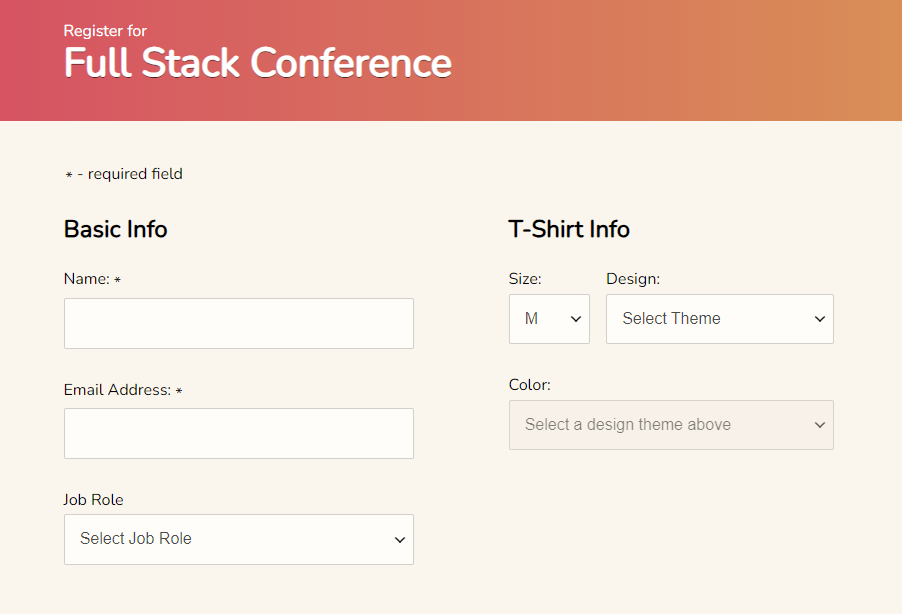 Register for
Full Stack Conference
* - required field
Basic Info
Name: *
Email Address: *
Job Role
Select Job Role
T-Shirt Info
Size:
M
Design:
Select Theme
Color:
Select a design theme above